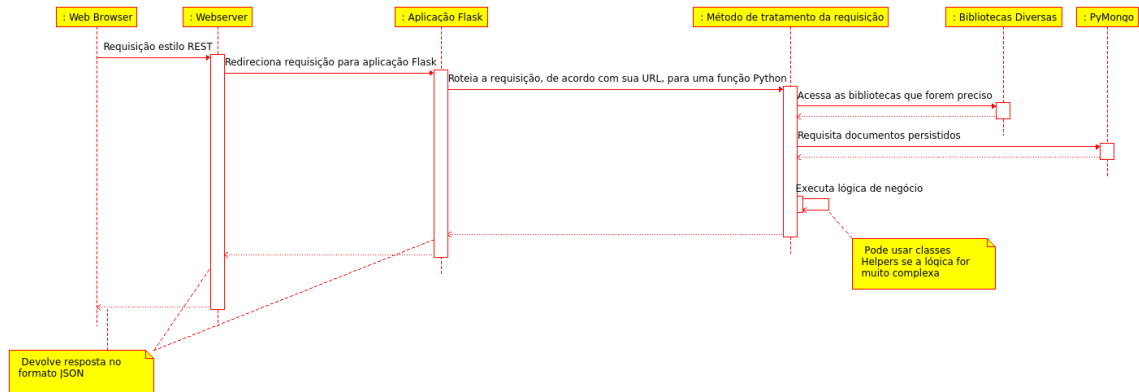 : Web Browser
: Webserver
: Aplicação Flask
: Método de tratamento da requisição
: Bibliotecas Diversas
: PyMongo
Requisição estilo REST
Redireciona requisição para aplicação Flask
Roteia a requisição, de acordo com sua URL, para uma função Python
Acessa as bibliotecas que forem preciso
Requisita documentos persistidos
Executa lógica de negócio
Pode usar classes
Helpers se a lógica for
muito complexa
Devolve resposta no
formato JSON